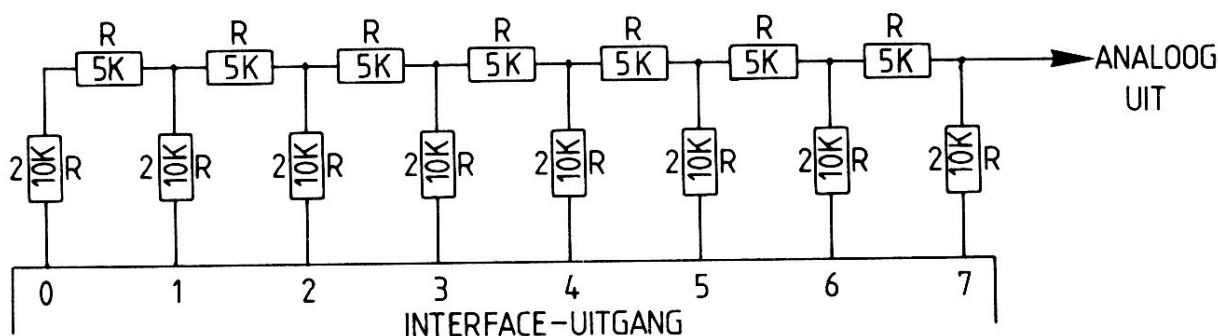 R R R R R R R
5K 5K 5K 5K 5K 5K 5K
ANALOOG
UIT
2 10K R 2 10K R 2 10K R 2 10K R 2 10K R 2 10K R 2 10K R 2 10K R
0 1 2 3 4 5 6 7
INTERFACE-UITGANG